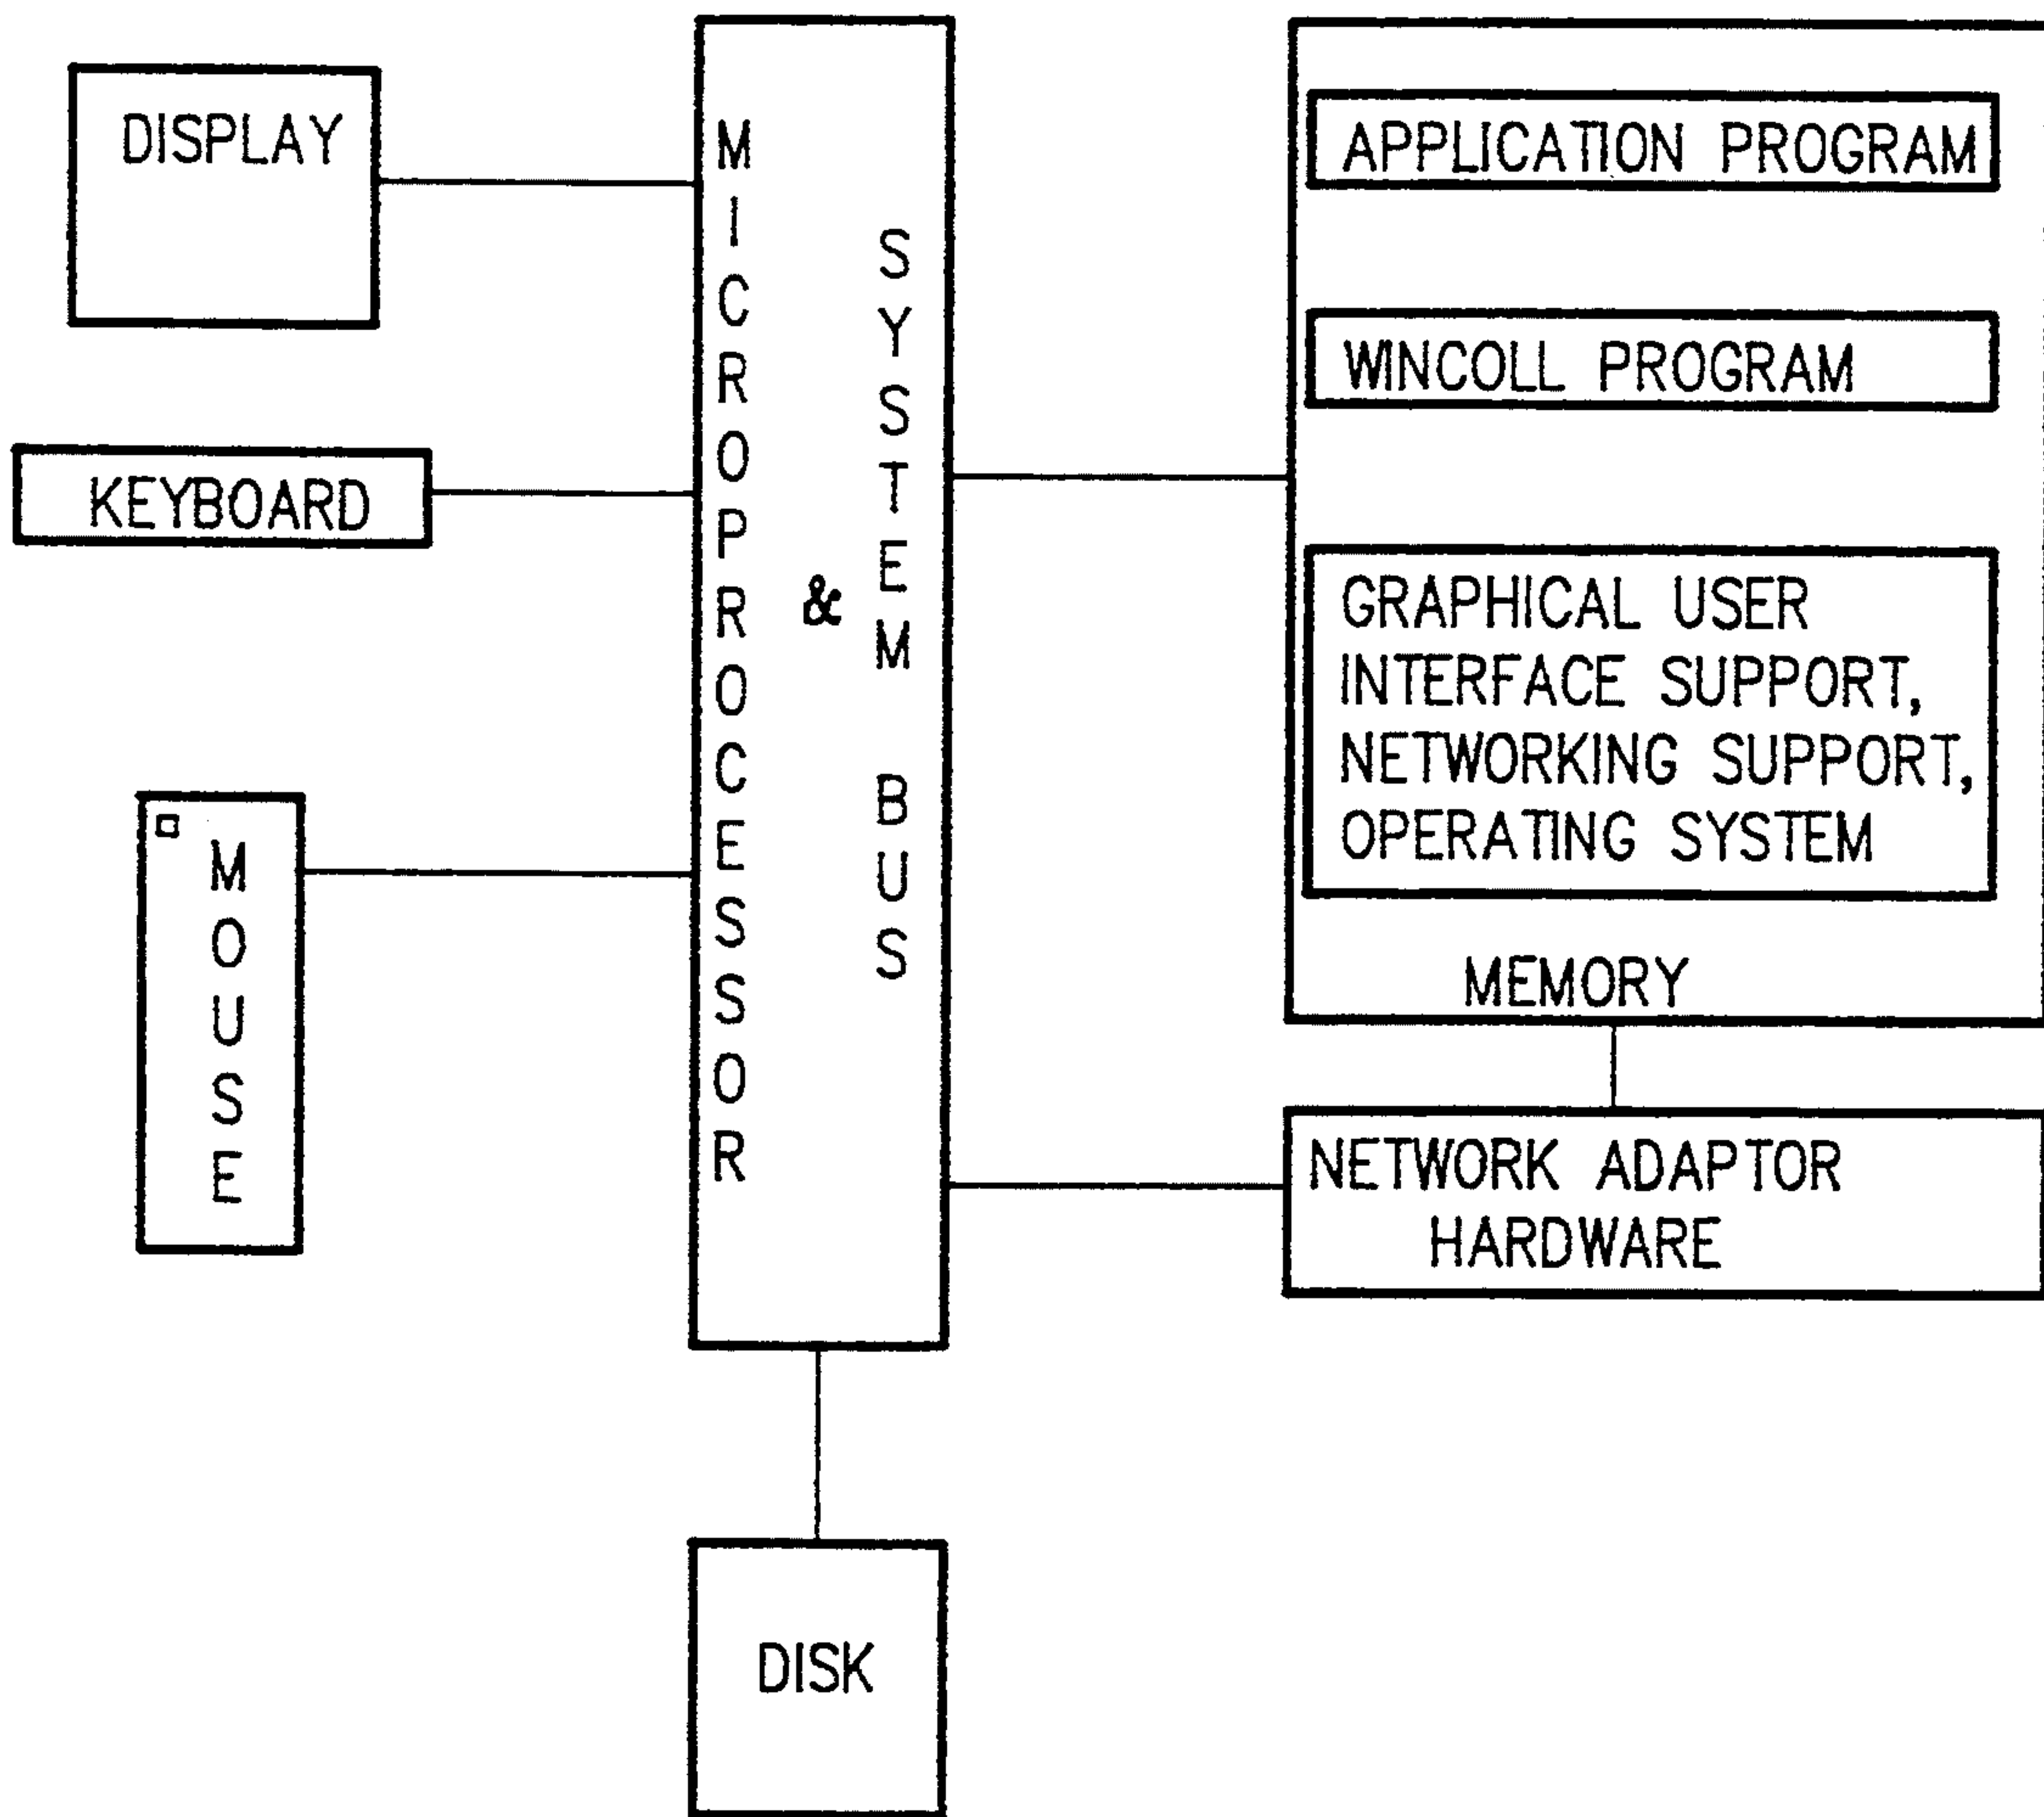 DISPLAY
KEYBOARD
MOUSE
MICROPROCESSOR
&
SYSTEM BUS
APPLICATION PROGRAM
WINCOLL PROGRAM
GRAPHICAL USER
INTERFACE SUPPORT,
NETWORKING SUPPORT,
OPERATING SYSTEM
MEMORY
NETWORK ADAPTOR
HARDWARE
DISK